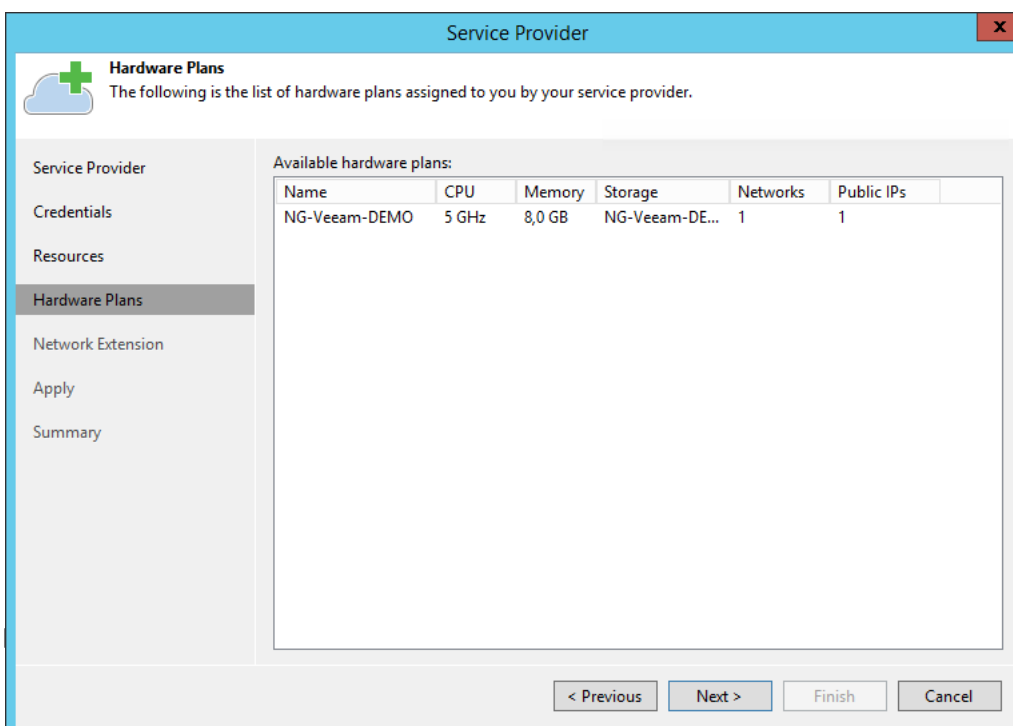 Service Provider
x
Hardware Plans
The following is the list of hardware plans assigned to you by your service provider.
Service Provider
Credentials
Resources
Hardware Plans
Network Extension
Apply
Summary
Available hardware plans:
Name CPU Memory Storage Networks Public IPs
NG-Veeam-DEMO 5 GHz 8,0 GB NG-Veeam-DE... 1 1
< Previous Next > Finish Cancel